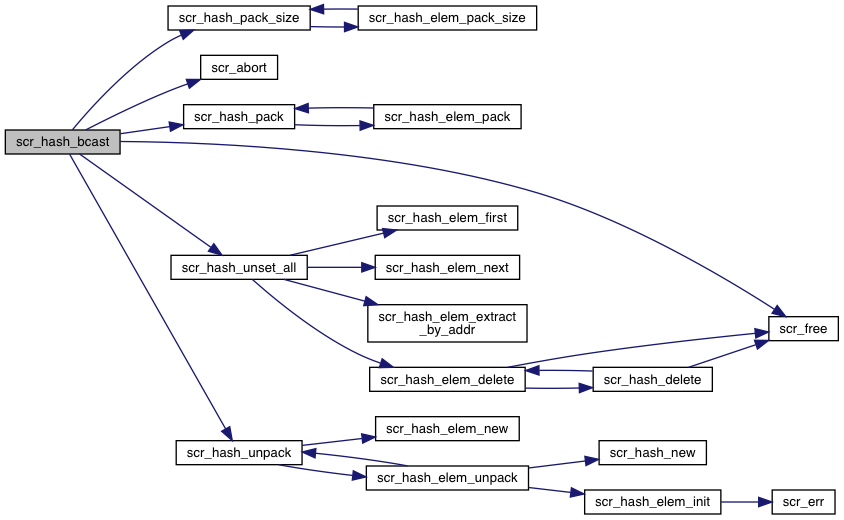 scr_hash_pack_size
scr_hash_elem_pack_size
scr_abort
scr_hash_pack
scr_hash_elem_pack
scr_hash_bcast
scr_hash_elem_first
scr_hash_unset_all
scr_hash_elem_next
scr_hash_elem_extract
_by_addr
scr_free
scr_hash_elem_delete
scr_hash_delete
scr_hash_elem_new
scr_hash_unpack
scr_hash_new
scr_hash_elem_unpack
scr_hash_elem_init
scr_err